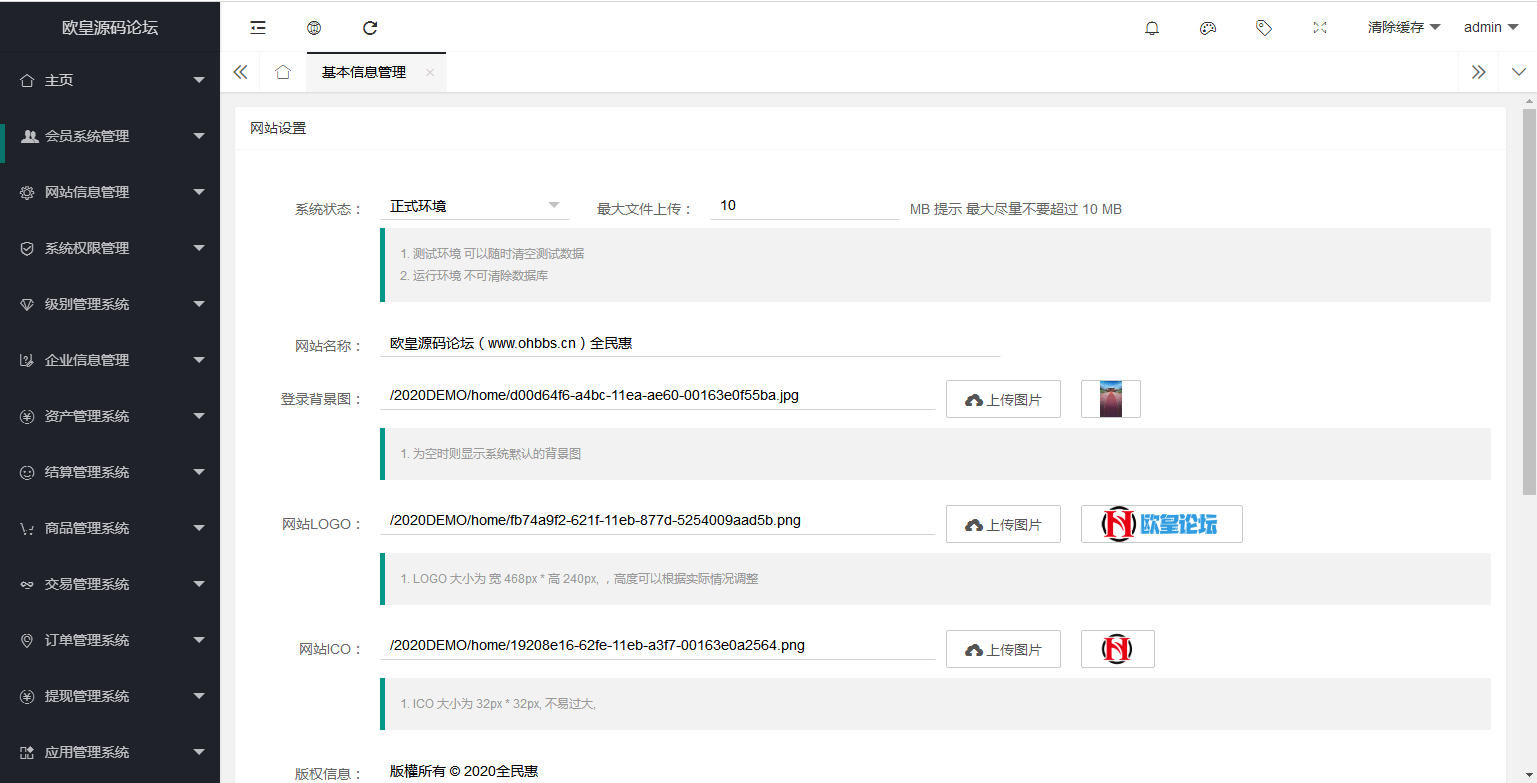 欧皇源码论坛
清除缓存
admin
主页
会员系统管理
网站信息管理
系统权限管理
级别管理系统
企业信息管理
资产管理系统
结算管理系统
商品管理系统
交易管理系统
订单管理系统
提现管理系统
应用管理系统
基本信息管理
网站设置
系统状态： 正式环境 最大文件上传： 10 MB 提示 最大尽量不要超过 10 MB
1. 测试环境 可以随时清空测试数据
2. 运行环境 不可清除数据库
网站名称： 欧皇源码论坛（www.ohbbs.cn）全民惠
登录背景图： /2020DEMO/home/d00d64f6-a4bc-11ea-ae60-00163e0f55ba.jpg 上传图片
1. 为空时则显示系统默认的背景图
网站LOGO： /2020DEMO/home/fb74a9f2-621f-11eb-877d-5254009aad5b.png 上传图片 欧皇论坛
1. LOGO 大小为 宽 468px * 高 240px, ，高度可以根据实际情况调整
网站ICO： /2020DEMO/home/19208e16-62fe-11eb-a3f7-00163e0a2564.png 上传图片
1. ICO 大小为 32px * 32px, 不易过大,
版权信息： 版權所有 © 2020全民惠